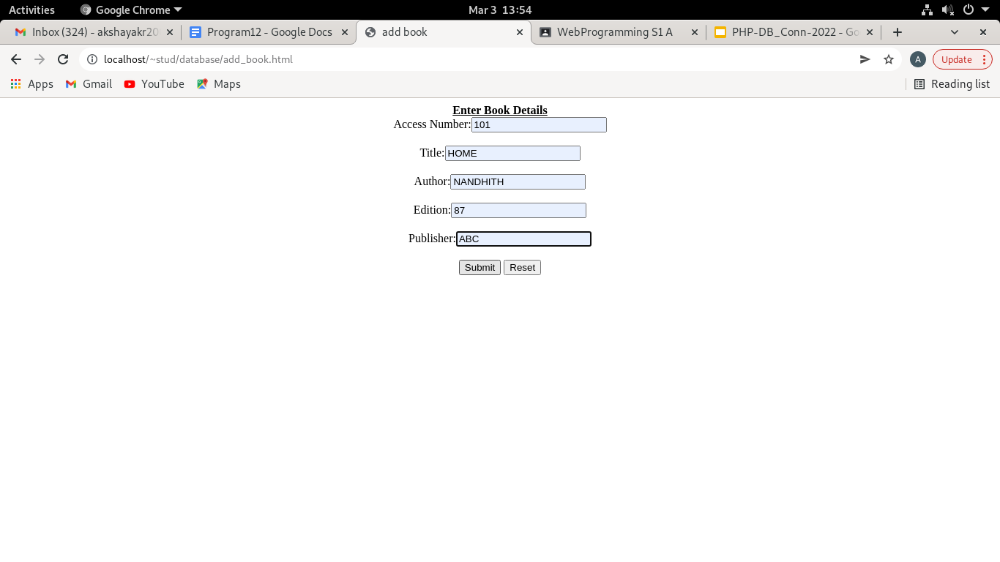 Activities Google Chrome Mar 3 13:54
Inbox (324) - akshayakr20 Program12 - Google Docs add book WebProgramming S1 A PHP-DB_Conn-2022 - Go
localhost/~stud/database/add_book.html A Update
Apps Gmail YouTube Maps Reading list
Enter Book Details
Access Number: 101
Title: HOME
Author: NANDHITH
Edition: 87
Publisher: ABC
Submit Reset